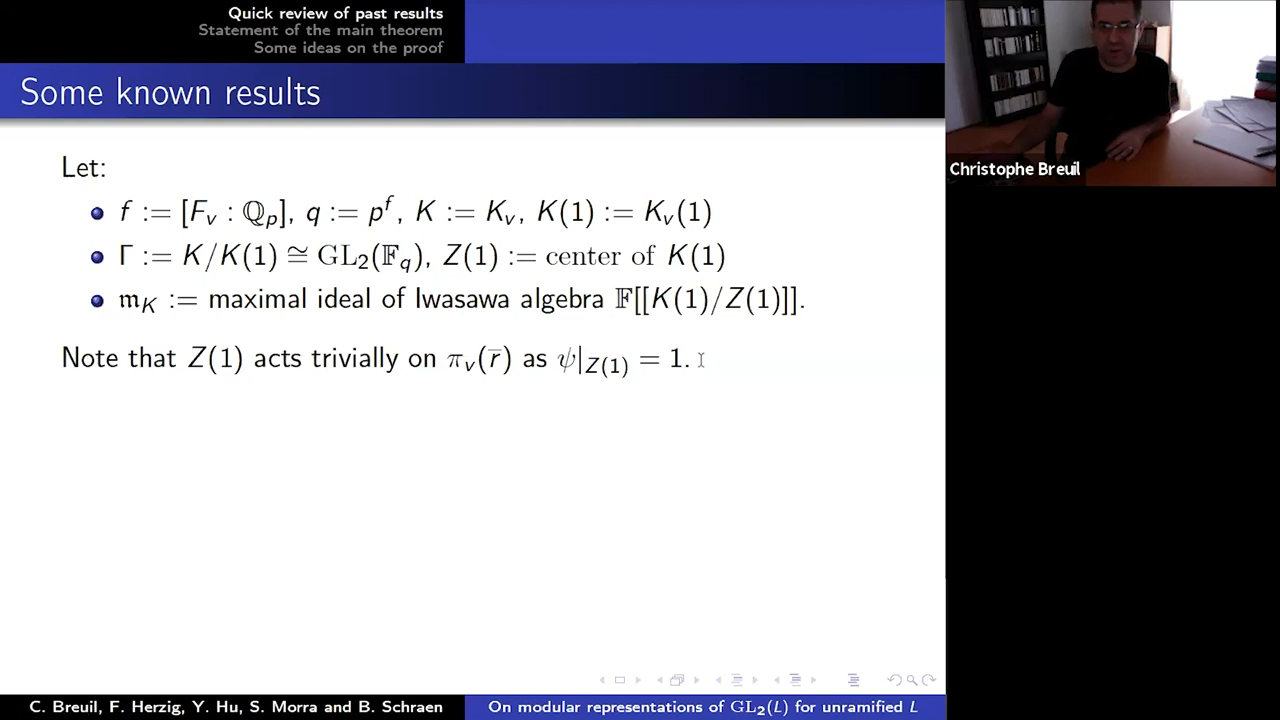 Quick review of past results
Statement of the main theorem
Some ideas on the proof
Some known results
Let:
f := [F_v : ℚ_p], q := p^f, K := K_v, K(1) := K_v(1)
Γ := K/K(1) ≅ GL₂(𝔽_q), Z(1) := center of K(1)
𝔪_K := maximal ideal of Iwasawa algebra 𝔽[[K(1)/Z(1)]].
Note that Z(1) acts trivially on π_v(r̄) as ψ|_{Z(1)} = 1.
Christophe Breuil
C. Breuil, F. Herzig, Y. Hu, S. Morra and B. Schraen
On modular representations of GL₂(L) for unramified L